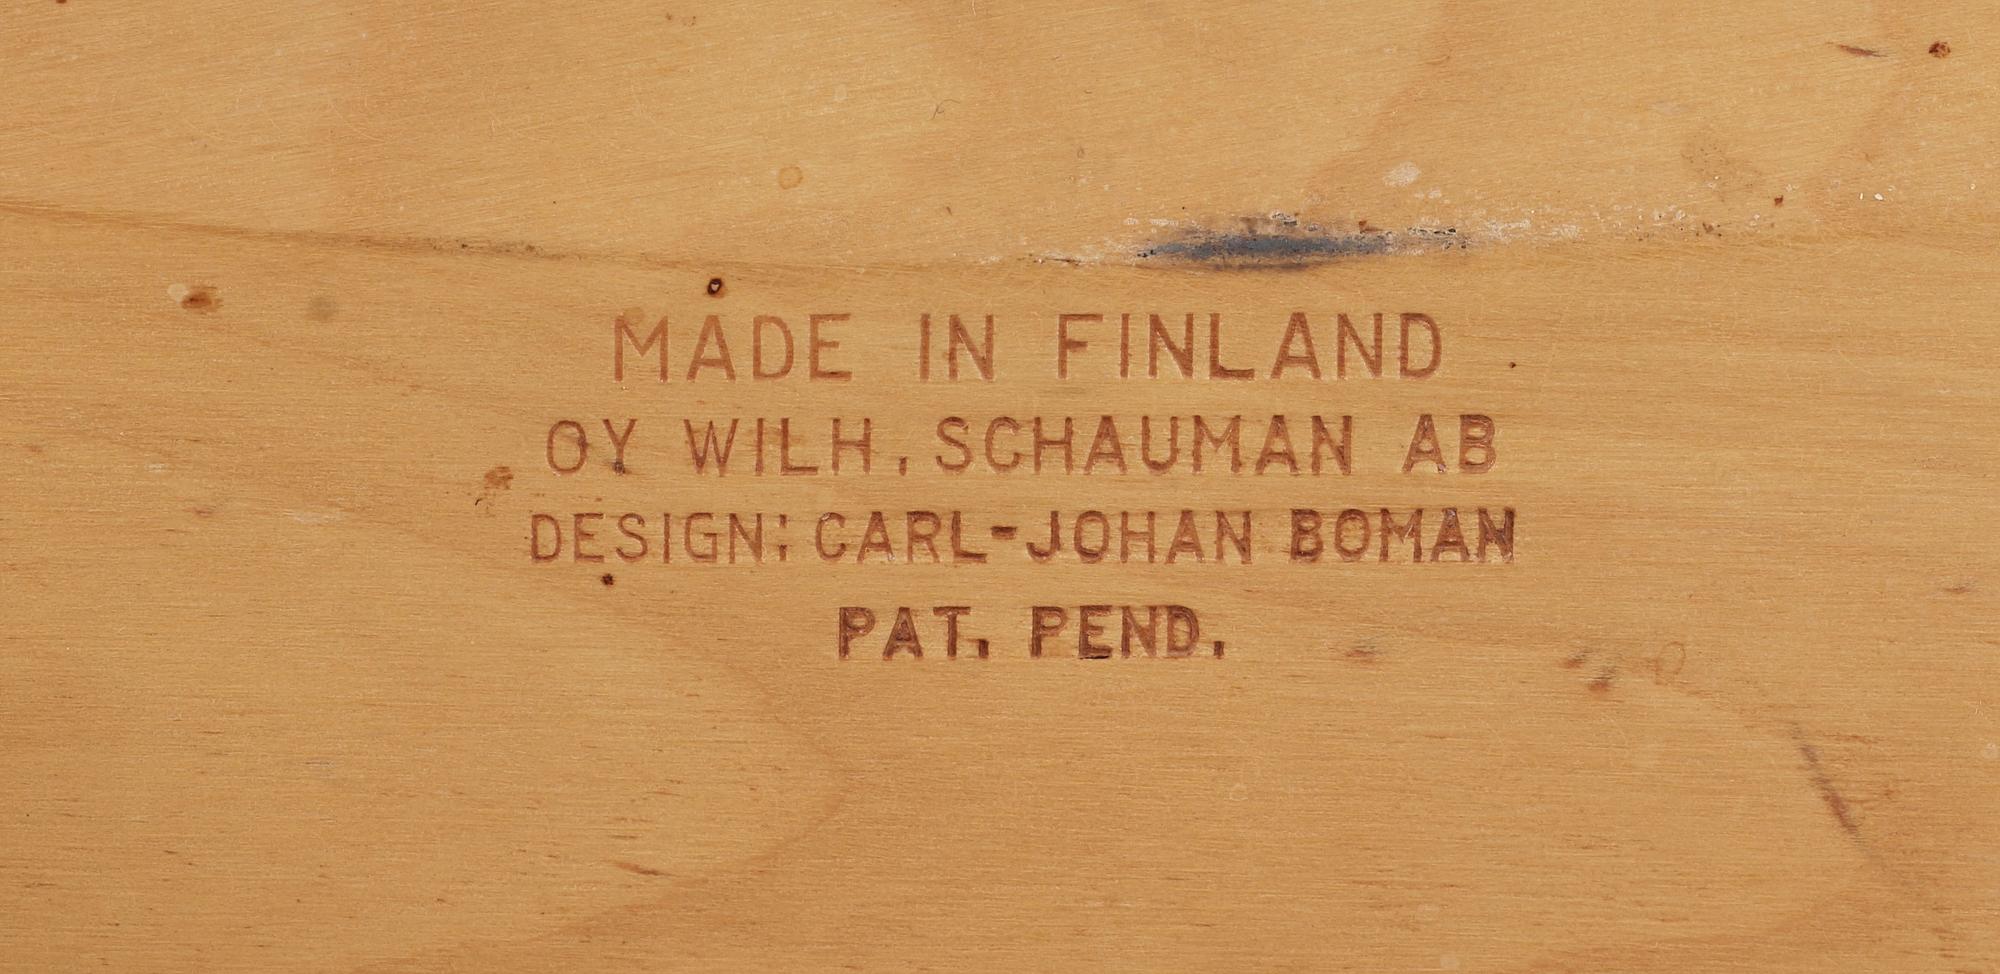 MADE IN FINLAND
OY WILH. SCHAUMAN AB
DESIGN: CARL-JOHAN BOMAN
PAT. PEND.